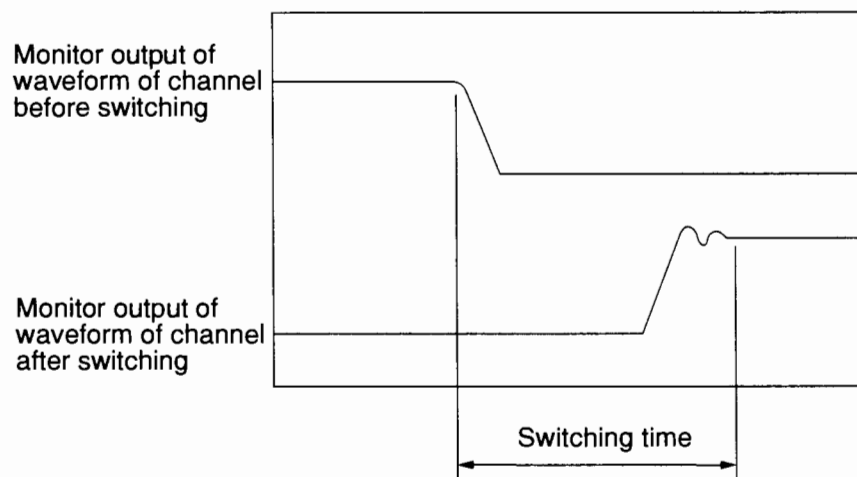 Monitor output of
waveform of channel
before switching
Monitor output of
waveform of channel
after switching
Switching time